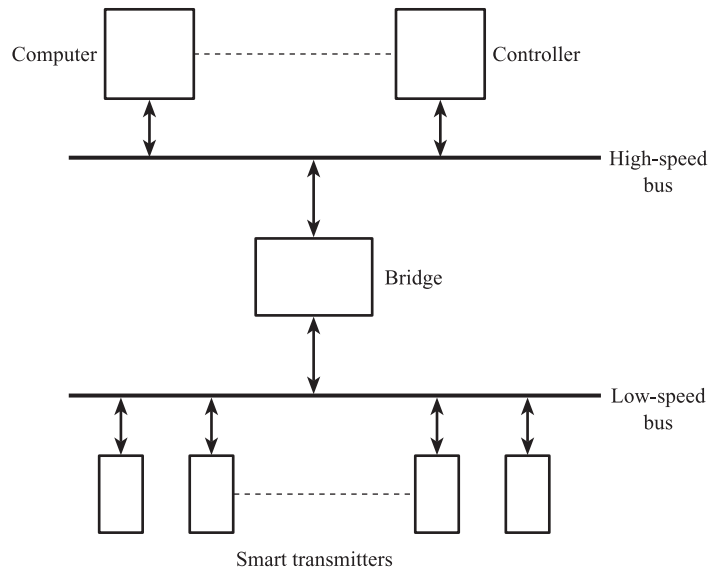 Computer
Controller
High-speed
bus
Bridge
Low-speed
bus
Smart transmitters